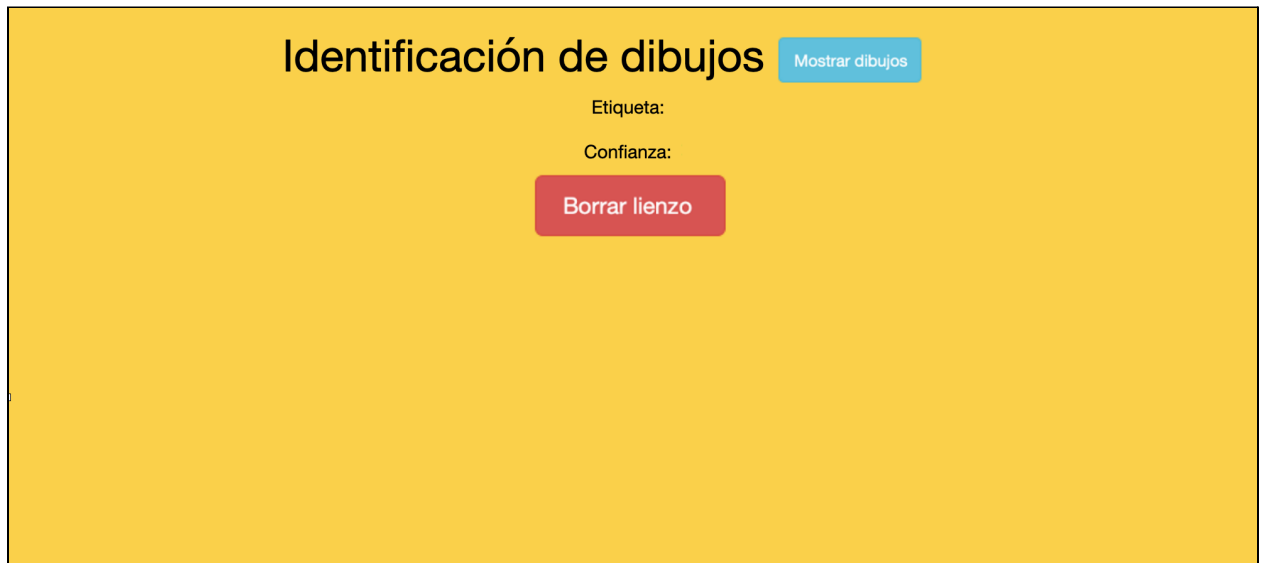 Identificación de dibujos Mostrar dibujos
Etiqueta:
Confianza:
Borrar lienzo